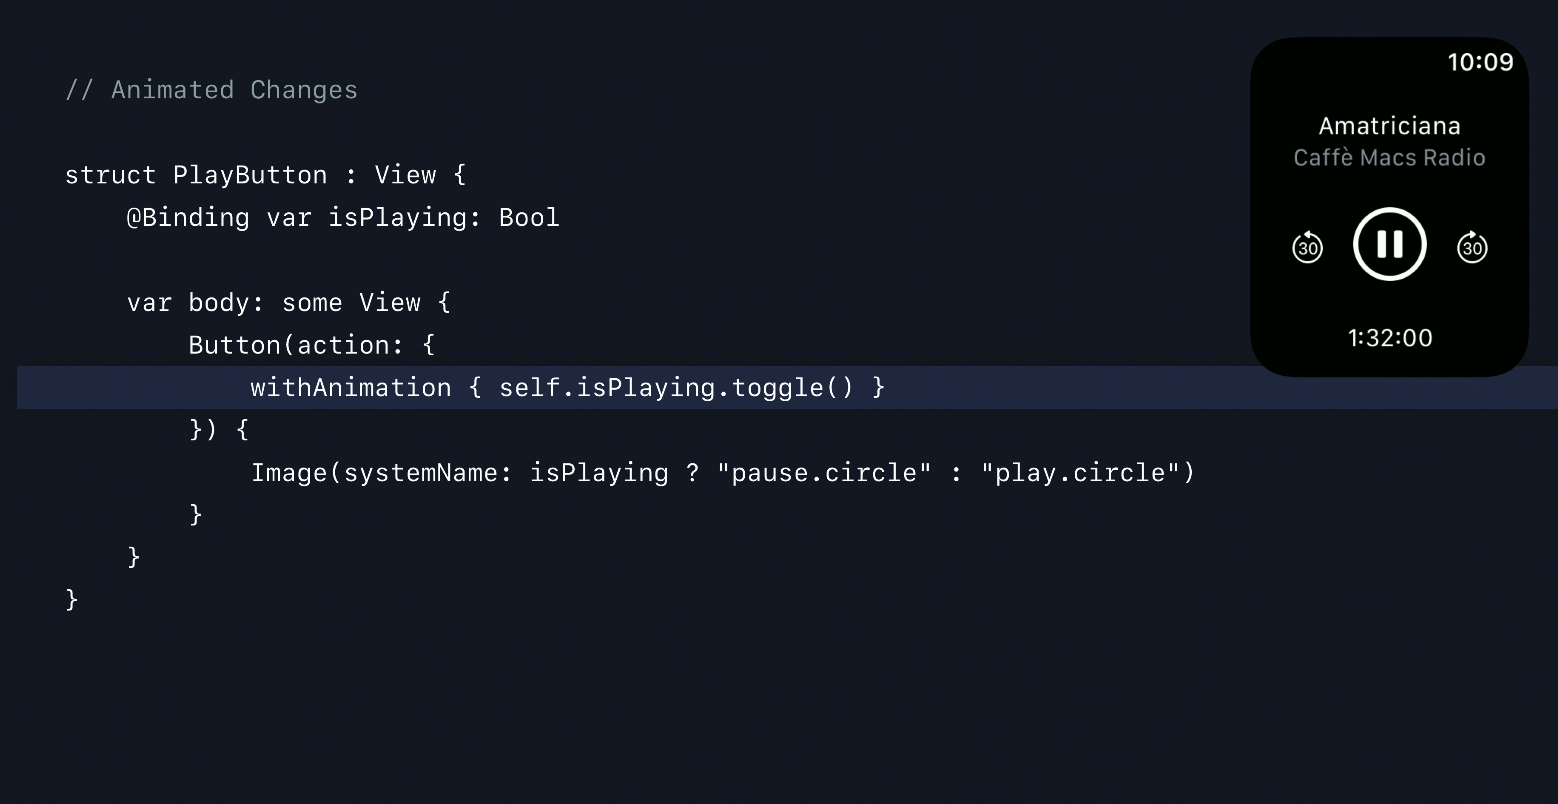 // Animated Changes
struct PlayButton : View {
    @Binding var isPlaying: Bool
    var body: some View {
        Button(action: {
            withAnimation { self.isPlaying.toggle() }
        }) {
            Image(systemName: isPlaying ? "pause.circle" : "play.circle")
        }
    }
}
10:09
Amatriciana
Caffè Macs Radio
30 30
1:32:00